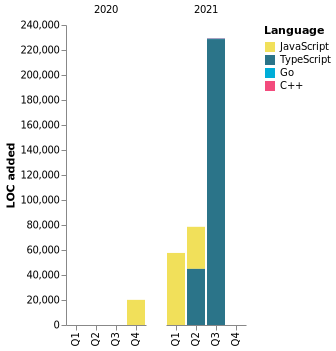 2020
2021
240,000
220,000
200,000
180,000
160,000
140,000
120,000
100,000
80,000
60,000
40,000
20,000
0
LOC added
Q1
Q2
Q3
Q4
Q1
Q2
Q3
Q4
Language
JavaScript
TypeScript
Go
C++